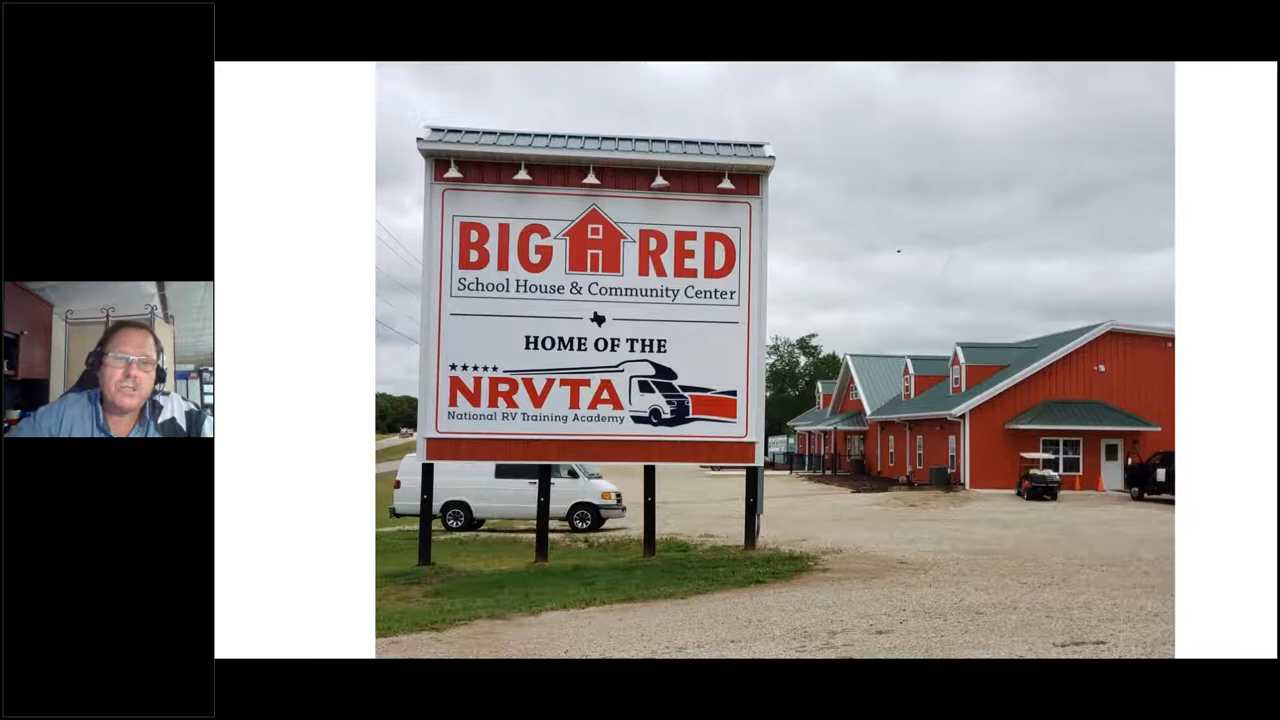 BIG RED
School House & Community Center
HOME OF THE
NRVTA
National RV Training Academy